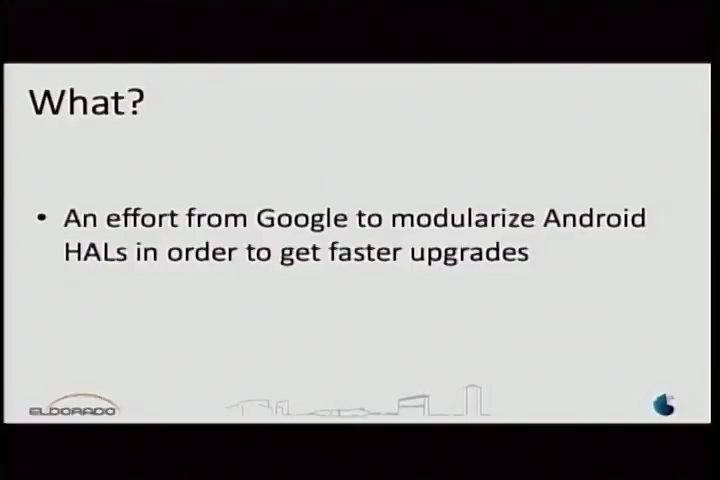 What?
• An effort from Google to modularize Android
HALs in order to get faster upgrades
ELDORADO